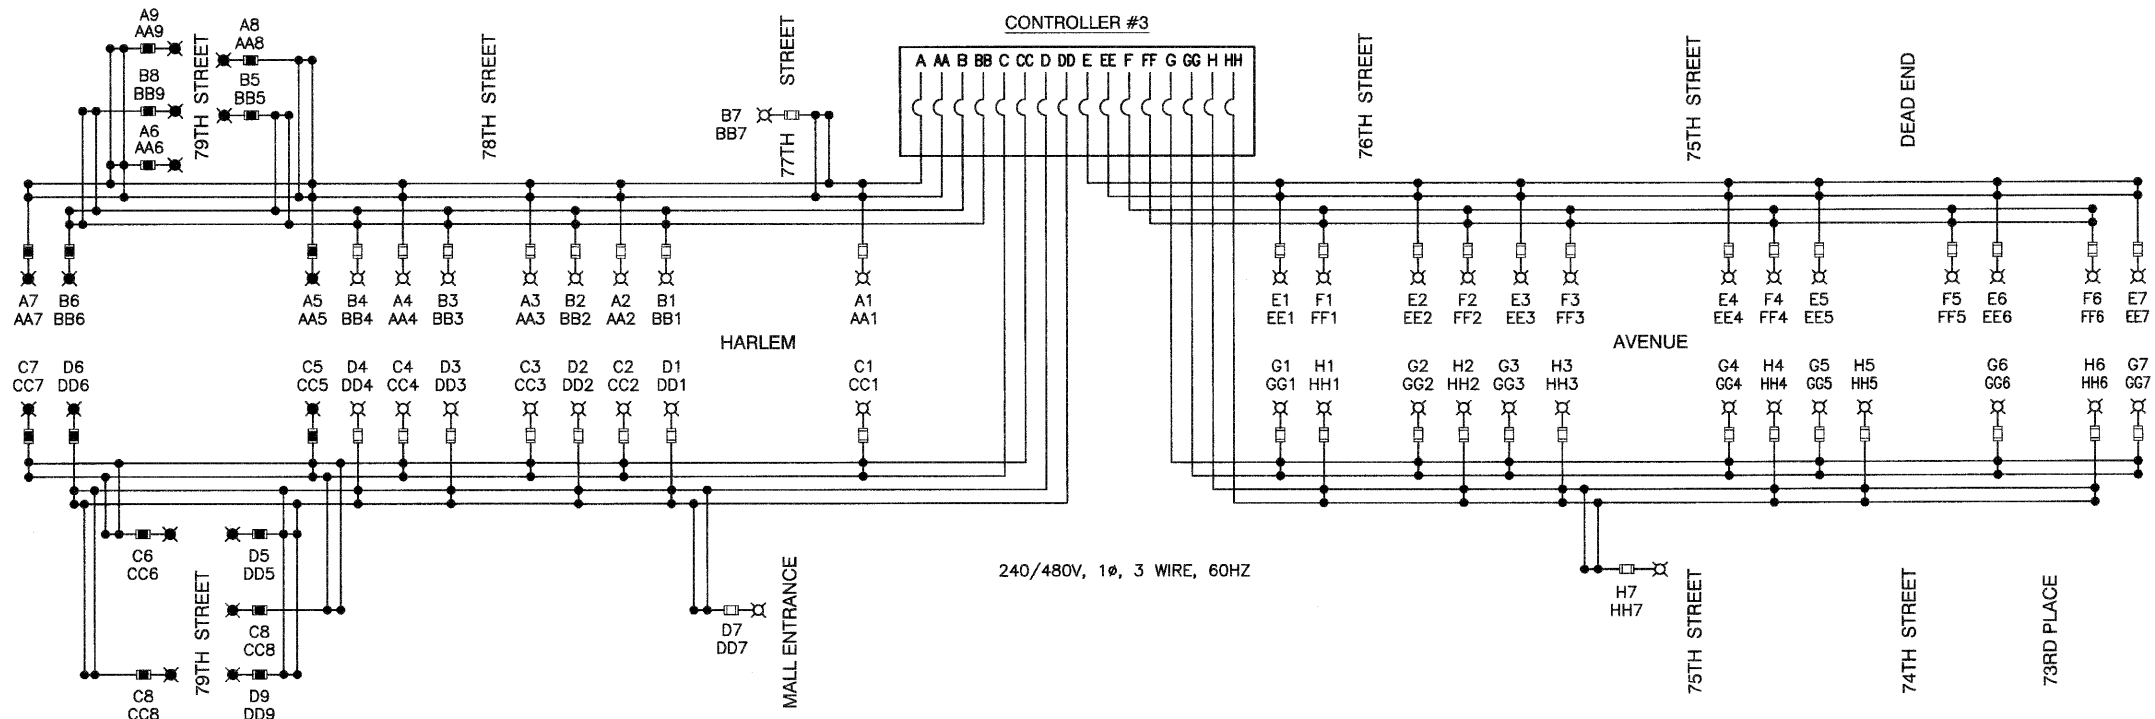 CONTROLLER #3
A AA B BB C CC D DD E EE F FF G GG H HH
A9
AA9
B8
BB9
A6
AA6
79TH STREET
A8
AA8
B5
BB5
78TH STREET
B7
BB7
77TH STREET
76TH STREET
75TH STREET
DEAD END
A7 B6 A5 B4 A4 B3 A3 B2 A2 B1 A1
AA7 BB6 AA5 BB4 AA4 BB3 AA3 BB2 AA2 BB1 AA1
E1 F1 E2 F2 E3 F3 E4 F4 E5 F5 E6 F6 E7
EE1 FF1 EE2 FF2 EE3 FF3 EE4 FF4 EE5 FF5 EE6 FF6 EE7
HARLEM AVENUE
C7 D6 C5 D4 C4 D3 C3 D2 C2 D1 C1
CC7 DD6 CC5 DD4 CC4 DD3 CC3 DD2 CC2 DD1 CC1
G1 H1 G2 H2 G3 H3 G4 H4 G5 H5 G6 H6 G7
GG1 HH1 GG2 HH2 GG3 HH3 GG4 HH4 GG5 HH5 GG6 HH6 GG7
C6
CC6
D5
DD5
79TH STREET
C8
CC8
C8
CC8
D9
DD9
D7
DD7
MALL ENTRANCE
240/480V, 1ø, 3 WIRE, 60HZ
H7
HH7
75TH STREET
74TH STREET
73RD PLACE